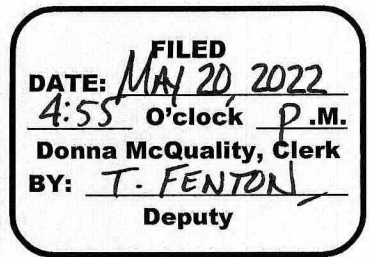 FILED
DATE: MAY 20, 2022
4:55 O'clock P .M.
Donna McQuality, Clerk
BY: T. FENTON
Deputy